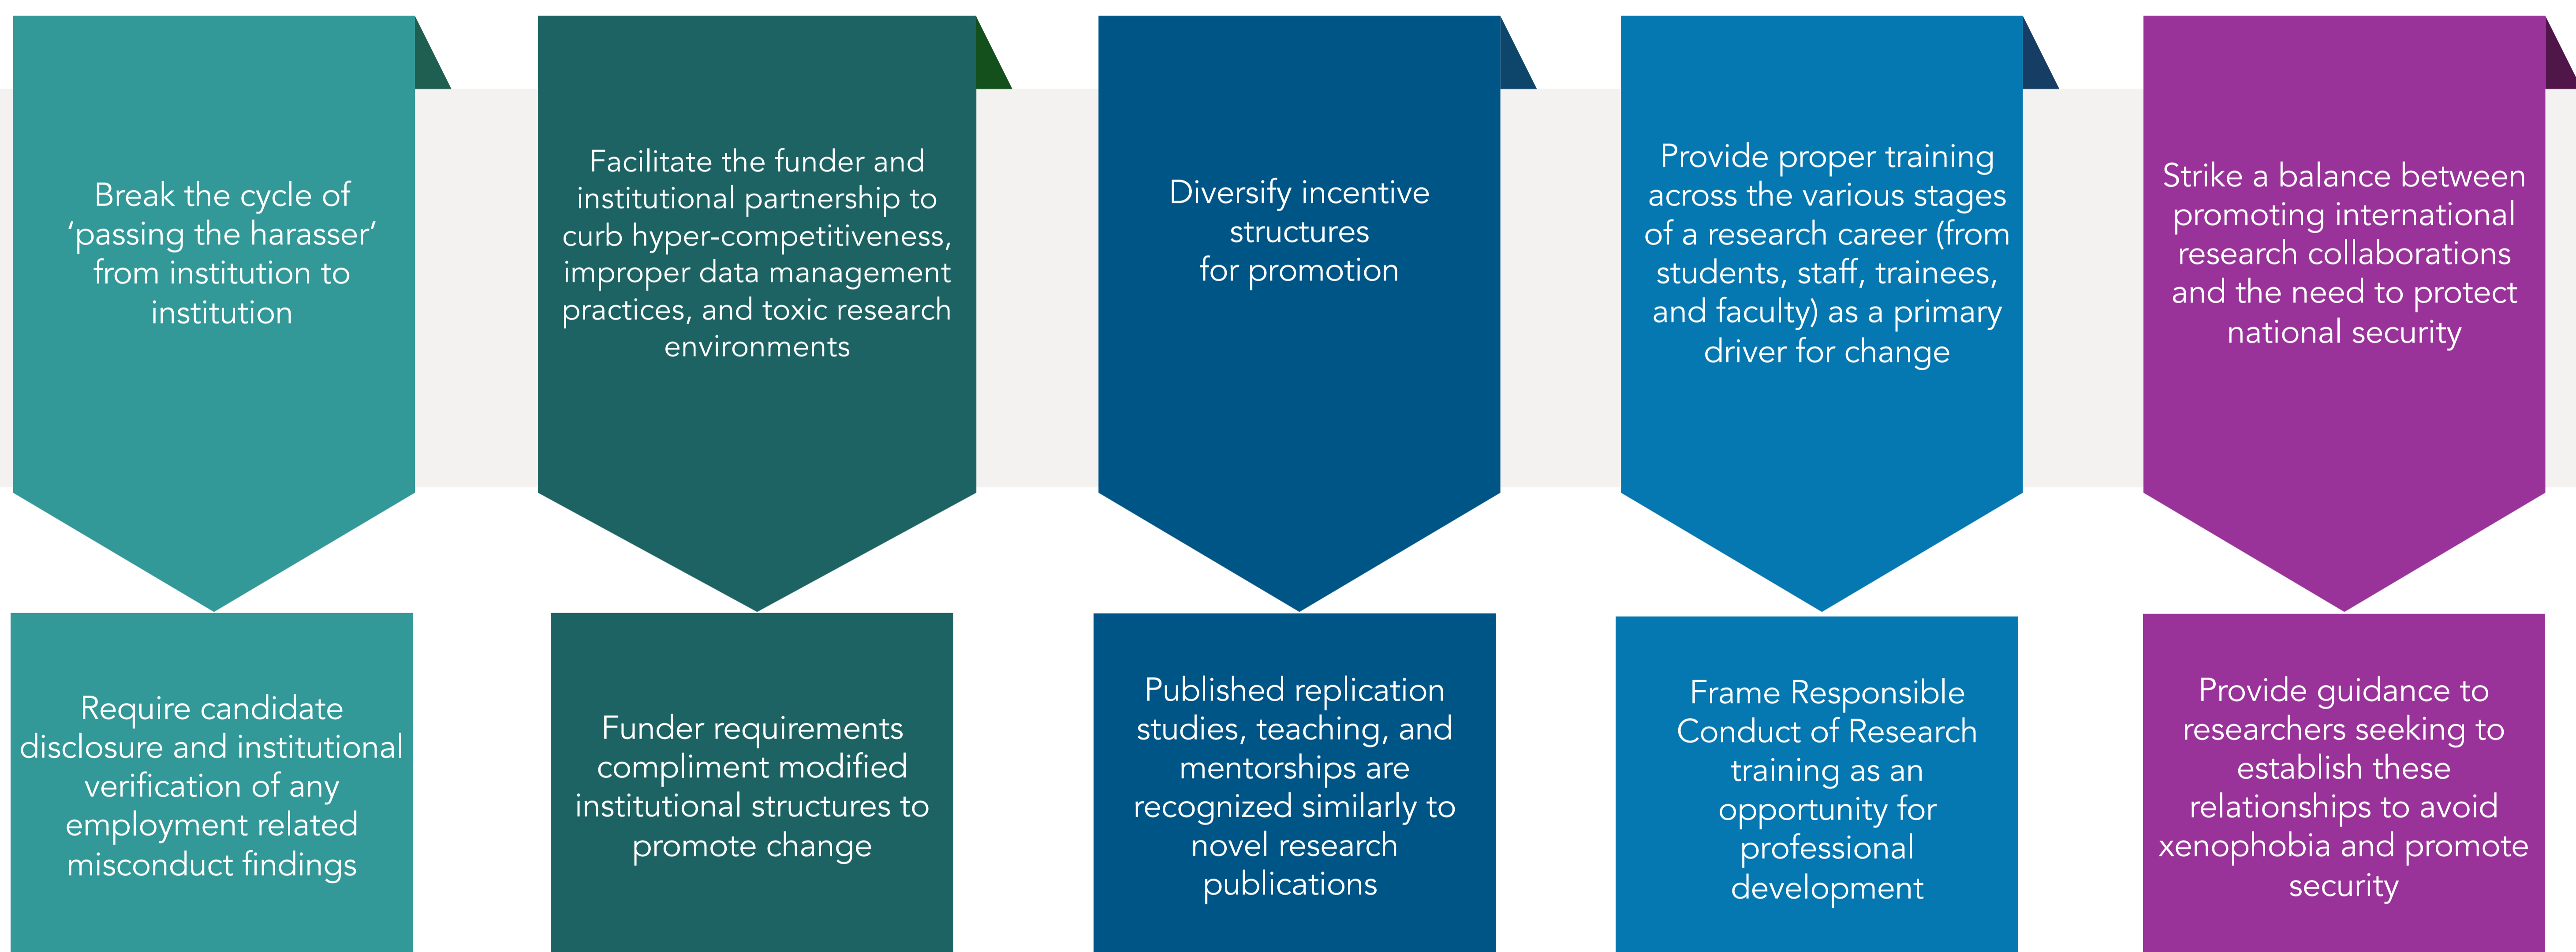 Break the cycle of
‘passing the harasser’
from institution to
institution
Facilitate the funder and
institutional partnership to
curb hyper-competitiveness,
improper data management
practices, and toxic research
environments
Diversify incentive
structures
for promotion
Provide proper training
across the various stages
of a research career (from
students, staff, trainees,
and faculty) as a primary
driver for change
Strike a balance between
promoting international
research collaborations
and the need to protect
national security
Require candidate
disclosure and institutional
verification of any
employment related
misconduct findings
Funder requirements
compliment modified
institutional structures to
promote change
Published replication
studies, teaching, and
mentorships are
recognized similarly to
novel research
publications
Frame Responsible
Conduct of Research
training as an
opportunity for
professional
development
Provide guidance to
researchers seeking to
establish these
relationships to avoid
xenophobia and promote
security